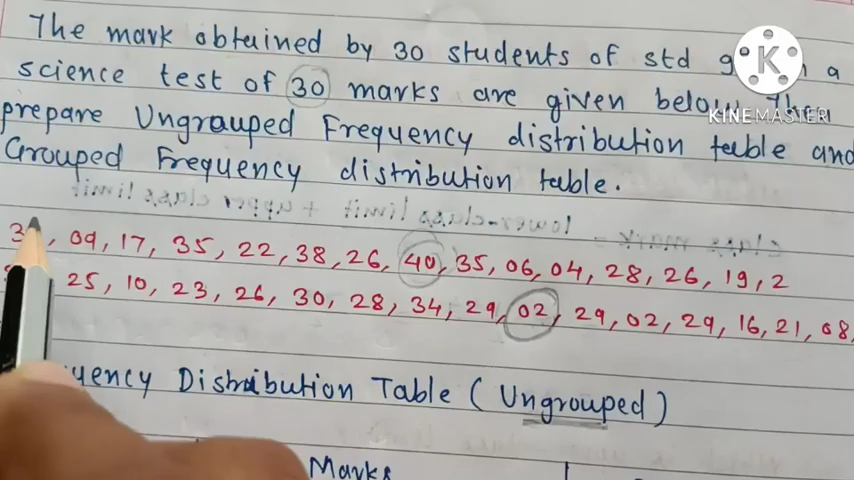 The mark obtained by 30 students of std 9 a
science test of 30 marks are given below
prepare Ungrouped Frequency distribution table and
Grouped Frequency distribution table.
09, 17, 35, 22, 38, 26, 40, 35, 06, 04, 28, 26, 19, 2
25, 10, 23, 26, 30, 28, 34, 29, 02, 29, 02, 29, 16, 21, 08,
Distribution Table (Ungrouped)
Marks
K
KINEMASTER